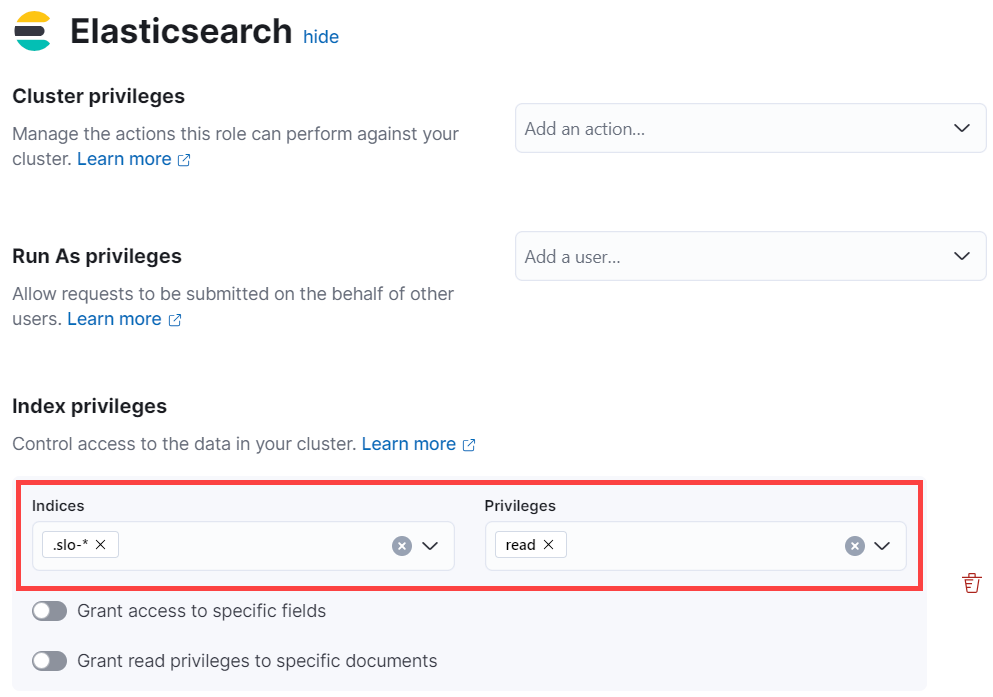 Elasticsearch hide
Cluster privileges
Manage the actions this role can perform against your
cluster. Learn more
Add an action...
Run As privileges
Allow requests to be submitted on the behalf of other
users. Learn more
Add a user...
Index privileges
Control access to the data in your cluster. Learn more
Indices
.slo-*
Privileges
read
Grant access to specific fields
Grant read privileges to specific documents